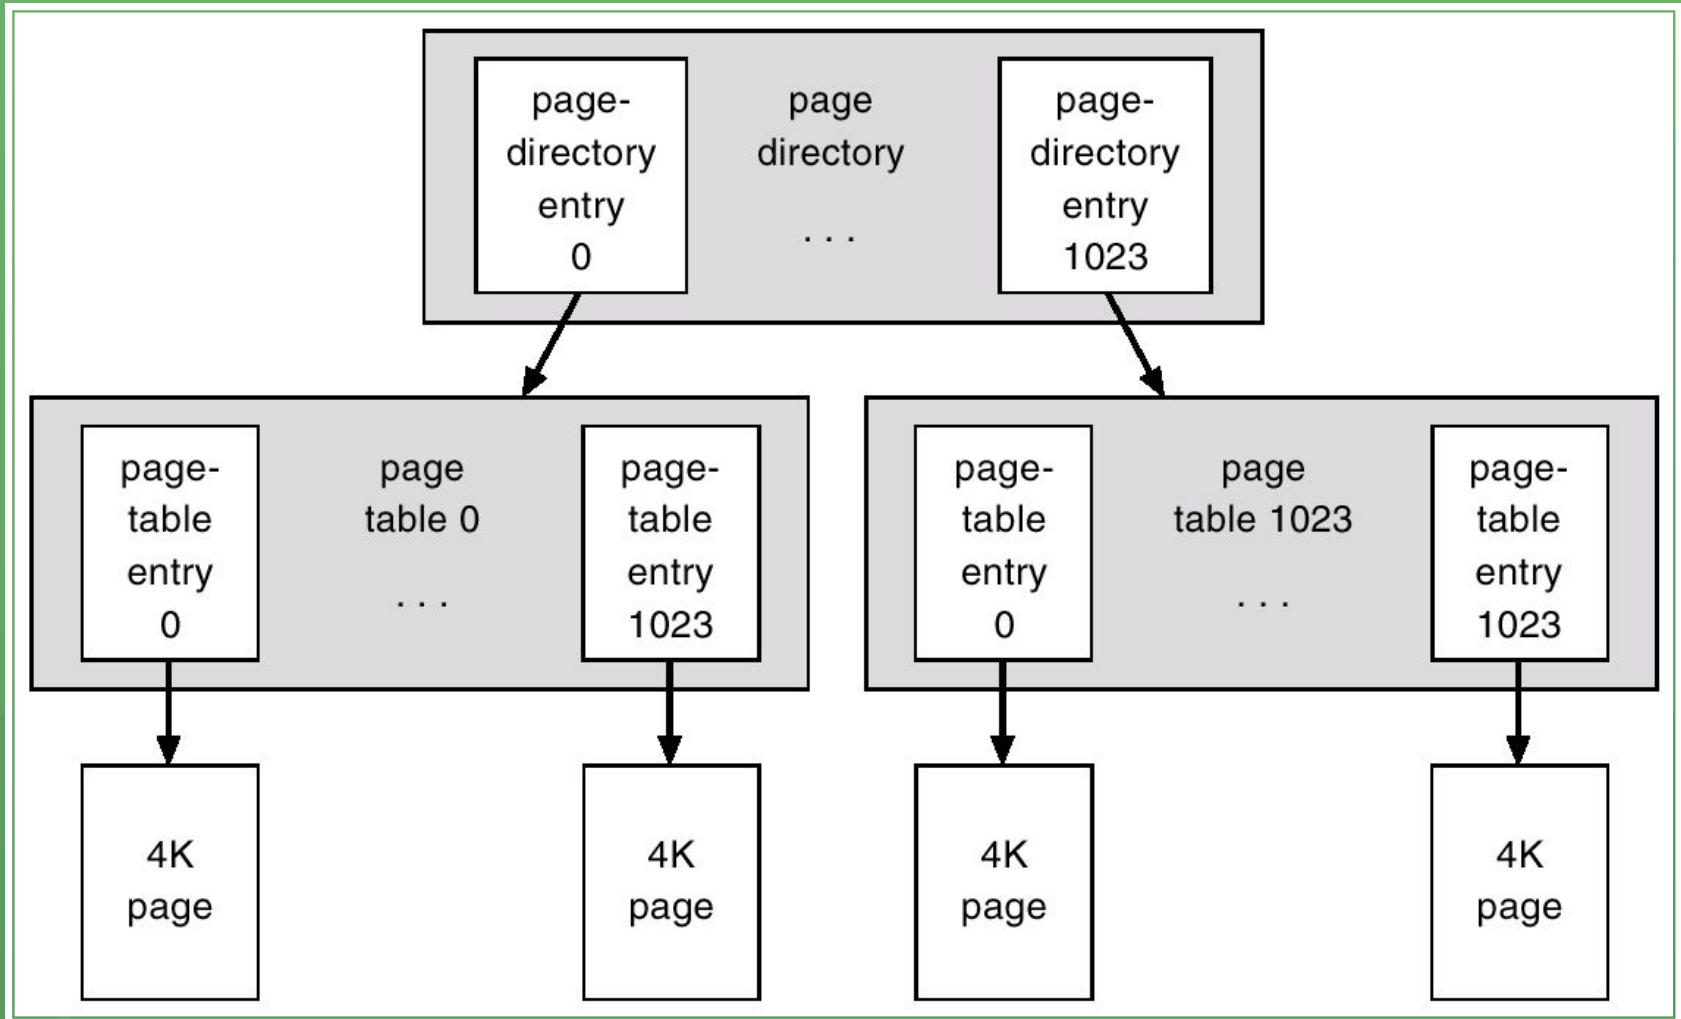 page-
directory
entry
0
page
directory
. . .
page-
directory
entry
1023
page-
table
entry
0
page
table 0
. . .
page-
table
entry
1023
page-
table
entry
0
page
table 1023
. . .
page-
table
entry
1023
4K
page
4K
page
4K
page
4K
page